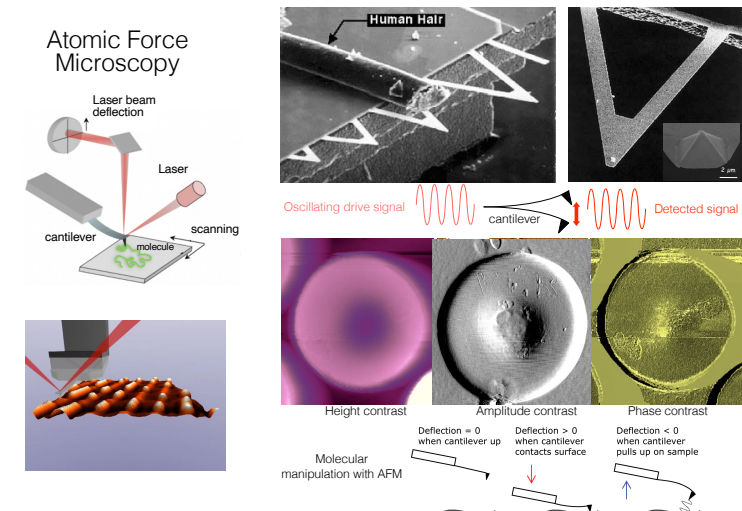 Atomic Force
Microscopy
Laser beam
deflection
Laser
scanning
cantilever
molecule
Human Hair
2 µm
Oscillating drive signal
cantilever
Detected signal
Height contrast
Amplitude contrast
Phase contrast
Molecular
manipulation with AFM
Deflection = 0
when cantilever up
Deflection > 0
when cantilever
contacts surface
Deflection < 0
when cantilever
pulls up on sample